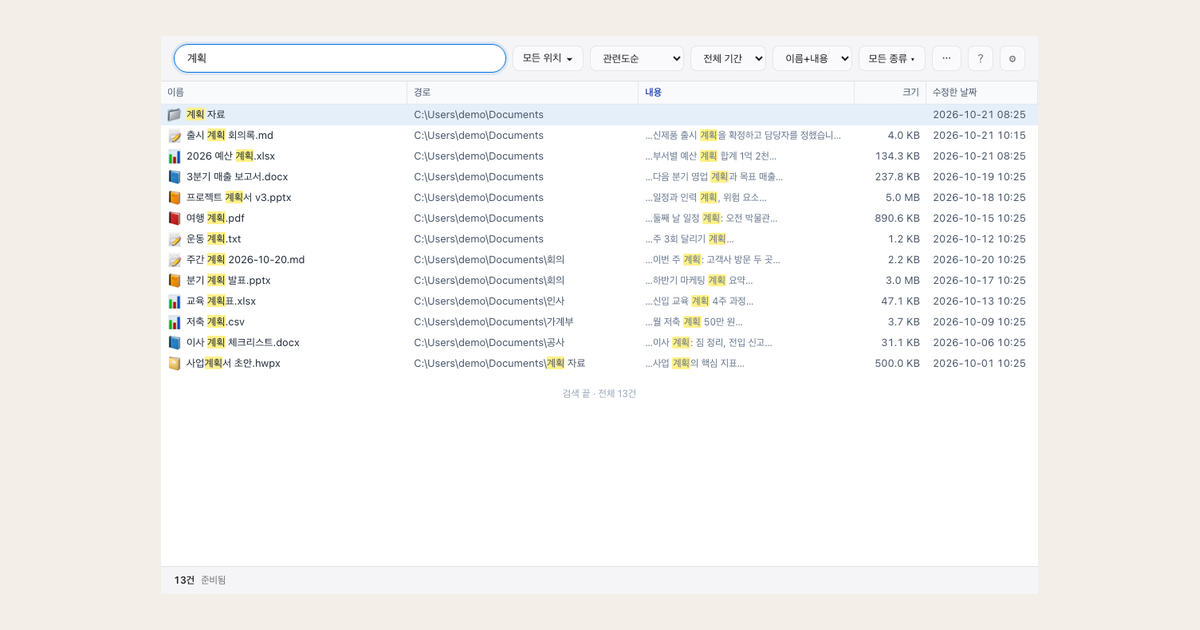 계획 모든 위치 관련도순 전체 기간 이름+내용 모든 종류 ··· ? 
이름 경로 내용 크기 수정한 날짜
계획 자료 C:\Users\demo\Documents 2026-10-21 08:25
출시 계획 회의록.md C:\Users\demo\Documents ...신제품 출시 계획을 확정하고 담당자를 정했습니... 4.0 KB 2026-10-21 10:15
2026 예산 계획.xlsx C:\Users\demo\Documents ...부서별 예산 계획 합계 1억 2천... 134.3 KB 2026-10-21 08:25
3분기 매출 보고서.docx C:\Users\demo\Documents ...다음 분기 영업 계획과 목표 매출... 237.8 KB 2026-10-19 10:25
프로젝트 계획서 v3.pptx C:\Users\demo\Documents ...일정과 인력 계획, 위험 요소... 5.0 MB 2026-10-18 10:25
여행 계획.pdf C:\Users\demo\Documents ...둘째 날 일정 계획: 오전 박물관... 890.6 KB 2026-10-15 10:25
운동 계획.txt C:\Users\demo\Documents ...주 3회 달리기 계획... 1.2 KB 2026-10-12 10:25
주간 계획 2026-10-20.md C:\Users\demo\Documents\회의 ...이번 주 계획: 고객사 방문 두 곳... 2.2 KB 2026-10-20 10:25
분기 계획 발표.pptx C:\Users\demo\Documents\회의 ...하반기 마케팅 계획 요약... 3.0 MB 2026-10-17 10:25
교육 계획표.xlsx C:\Users\demo\Documents\인사 ...신입 교육 계획 4주 과정... 47.1 KB 2026-10-13 10:25
저축 계획.csv C:\Users\demo\Documents\가계부 ...월 저축 계획 50만 원... 3.7 KB 2026-10-09 10:25
이사 계획 체크리스트.docx C:\Users\demo\Documents\공사 ...이사 계획: 짐 정리, 전입 신고... 31.1 KB 2026-10-06 10:25
사업계획서 초안.hwpx C:\Users\demo\Documents\계획 자료 ...사업 계획의 핵심 지표... 500.0 KB 2026-10-01 10:25
검색 끝 · 전체 13건
13건 준비됨